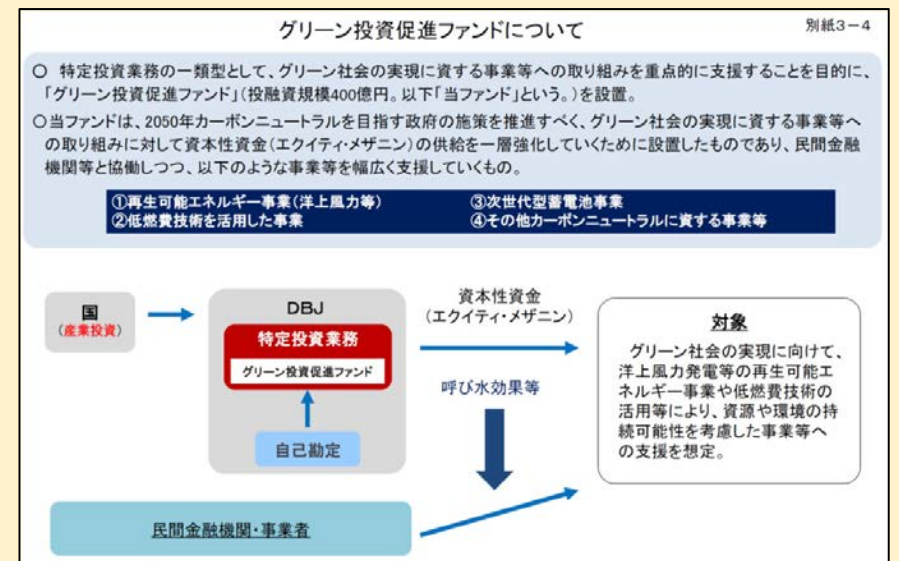 グリーン投資促進ファンドについて
別紙3－4
○　特定投資業務の一類型として、グリーン社会の実現に資する事業等への取り組みを重点的に支援することを目的に、
「グリーン投資促進ファンド」（投融資規模400億円。以下「当ファンド」という。）を設置。
○当ファンドは、2050年カーボンニュートラルを目指す政府の施策を推進すべく、グリーン社会の実現に資する事業等へ
の取り組みに対して資本性資金（エクイティ・メザニン）の供給を一層強化していくために設置したものであり、民間金融
機関等と協働しつつ、以下のような事業等を幅広く支援していくもの。
①再生可能エネルギー事業（洋上風力等）
②低燃費技術を活用した事業
③次世代型蓄電池事業
④その他カーボンニュートラルに資する事業等
国
（産業投資）
DBJ
特定投資業務
グリーン投資促進ファンド
自己勘定
資本性資金
（エクイティ・メザニン）
呼び水効果等
対象
グリーン社会の実現に向けて、
洋上風力発電等の再生可能エ
ネルギー事業や低燃費技術の
活用等により、資源や環境の持
続可能性を考慮した事業等へ
の支援を想定。
民間金融機関・事業者